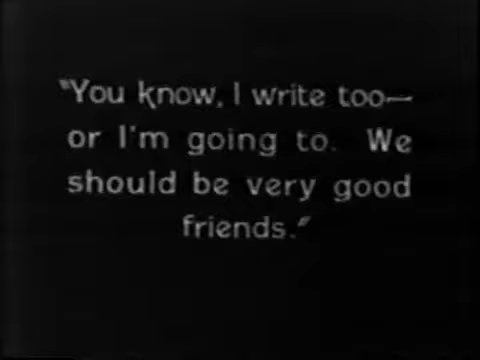 "You know, I write too—
or I'm going to. We
should be very good
friends."